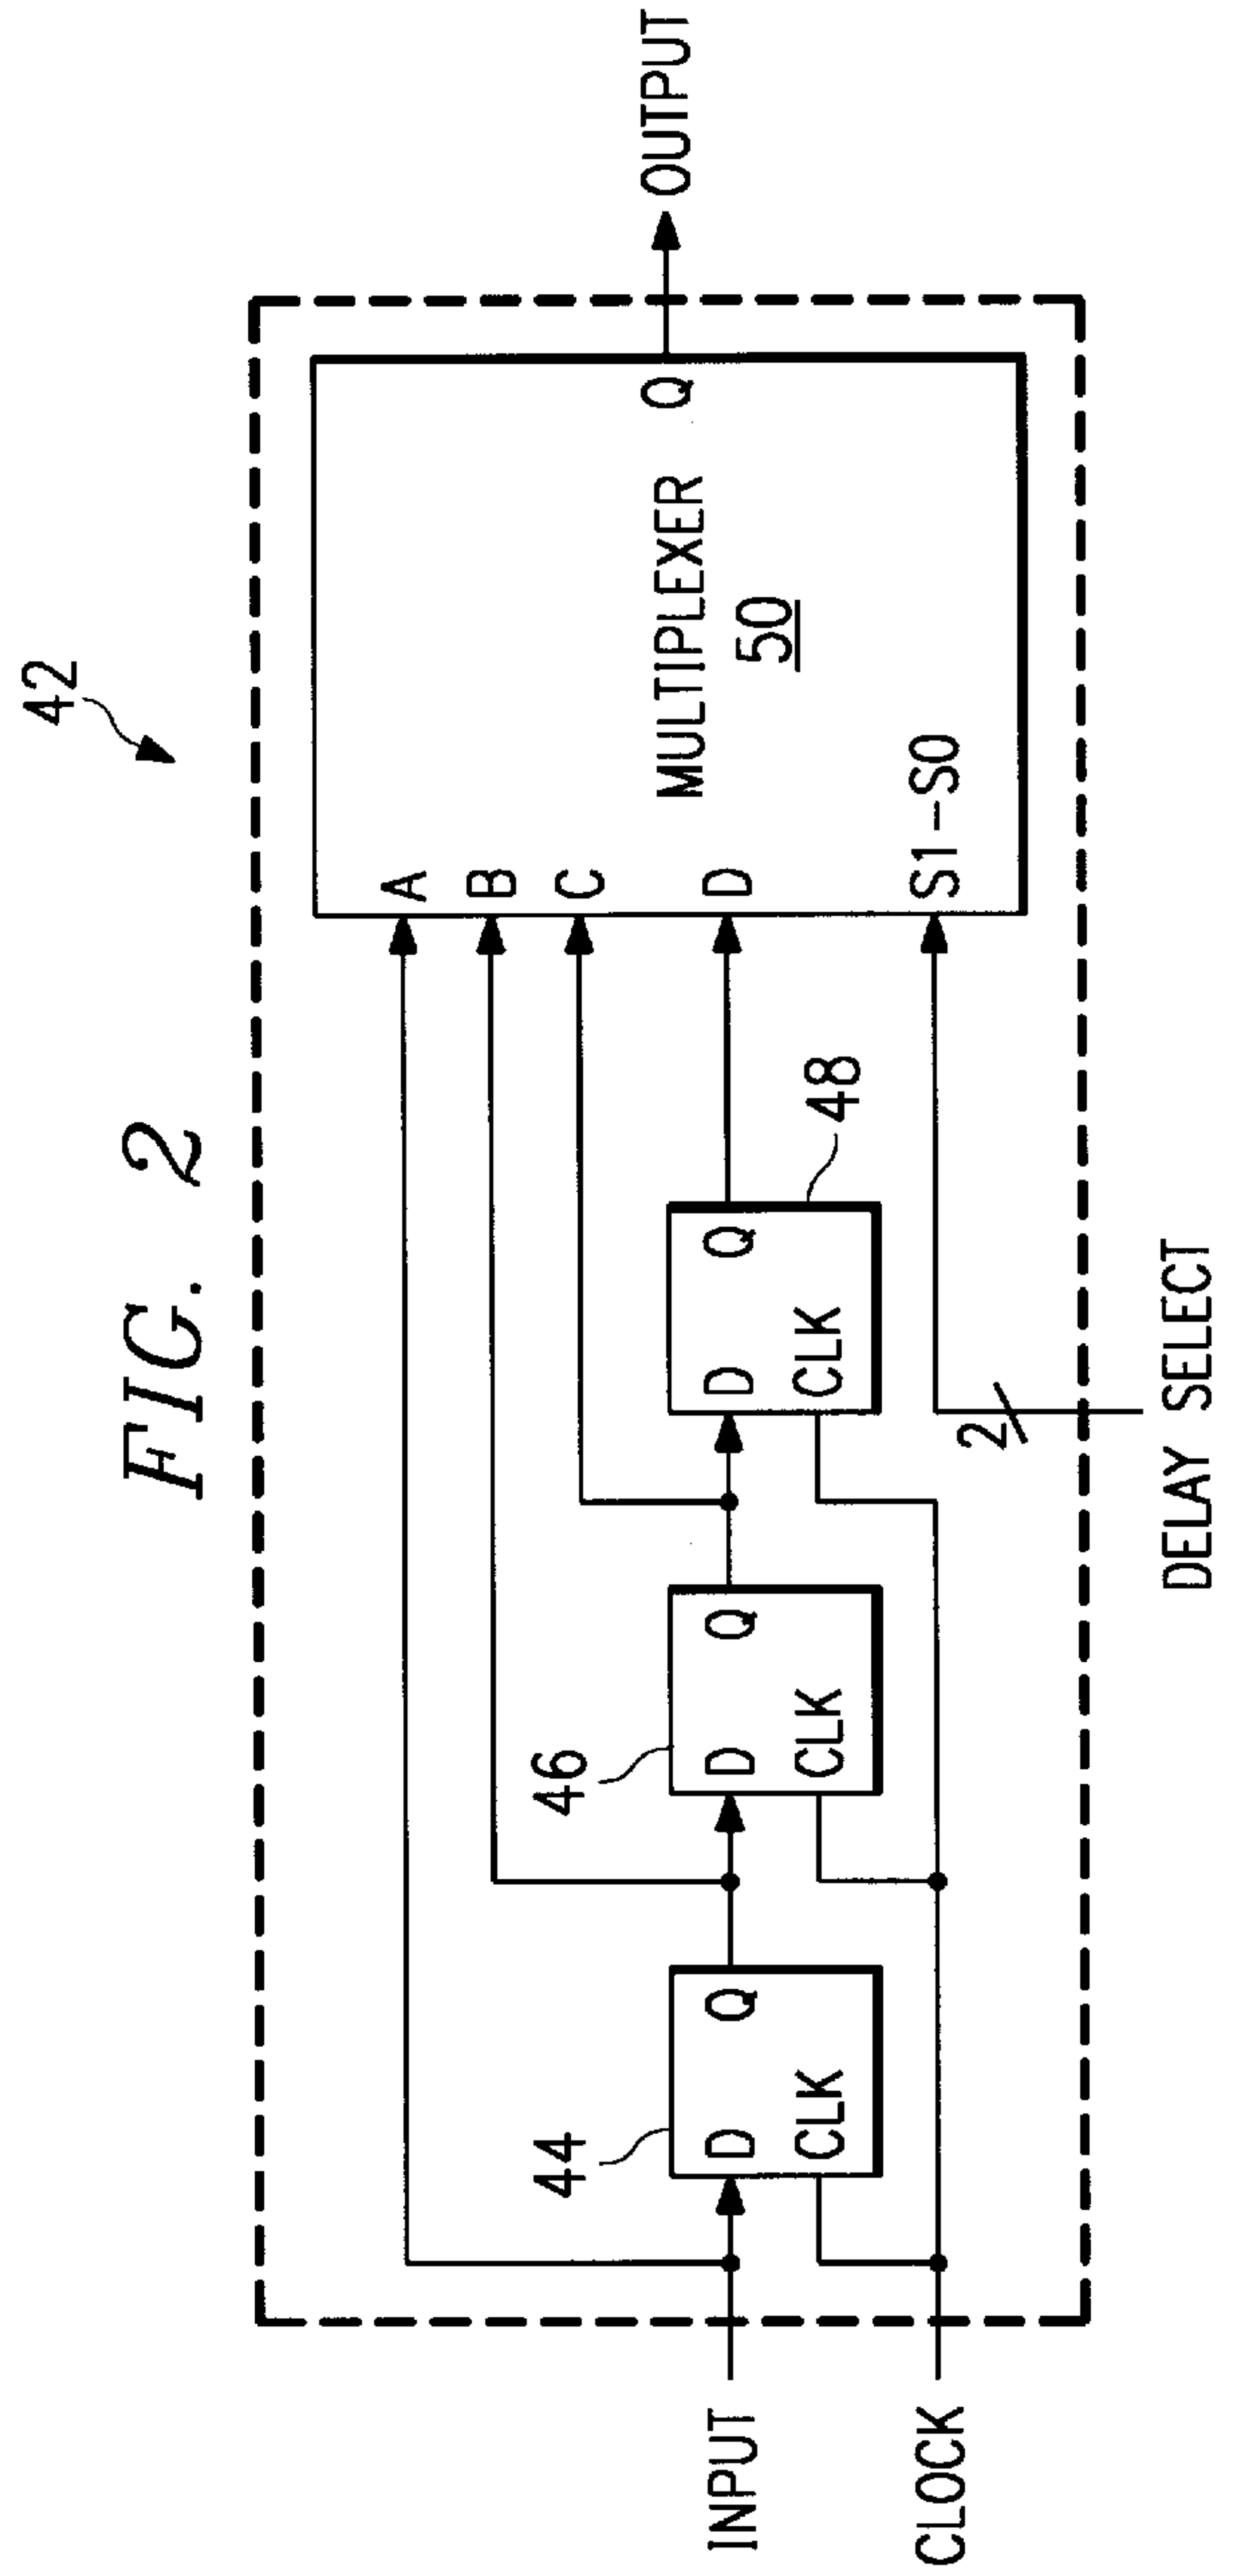 FIG. 2
42
A
B
C
D
S1-S0
MULTIPLEXER
50
Q
OUTPUT
44
D
Q
CLK
46
D
Q
CLK
48
D
Q
CLK
INPUT
CLOCK
2
DELAY SELECT